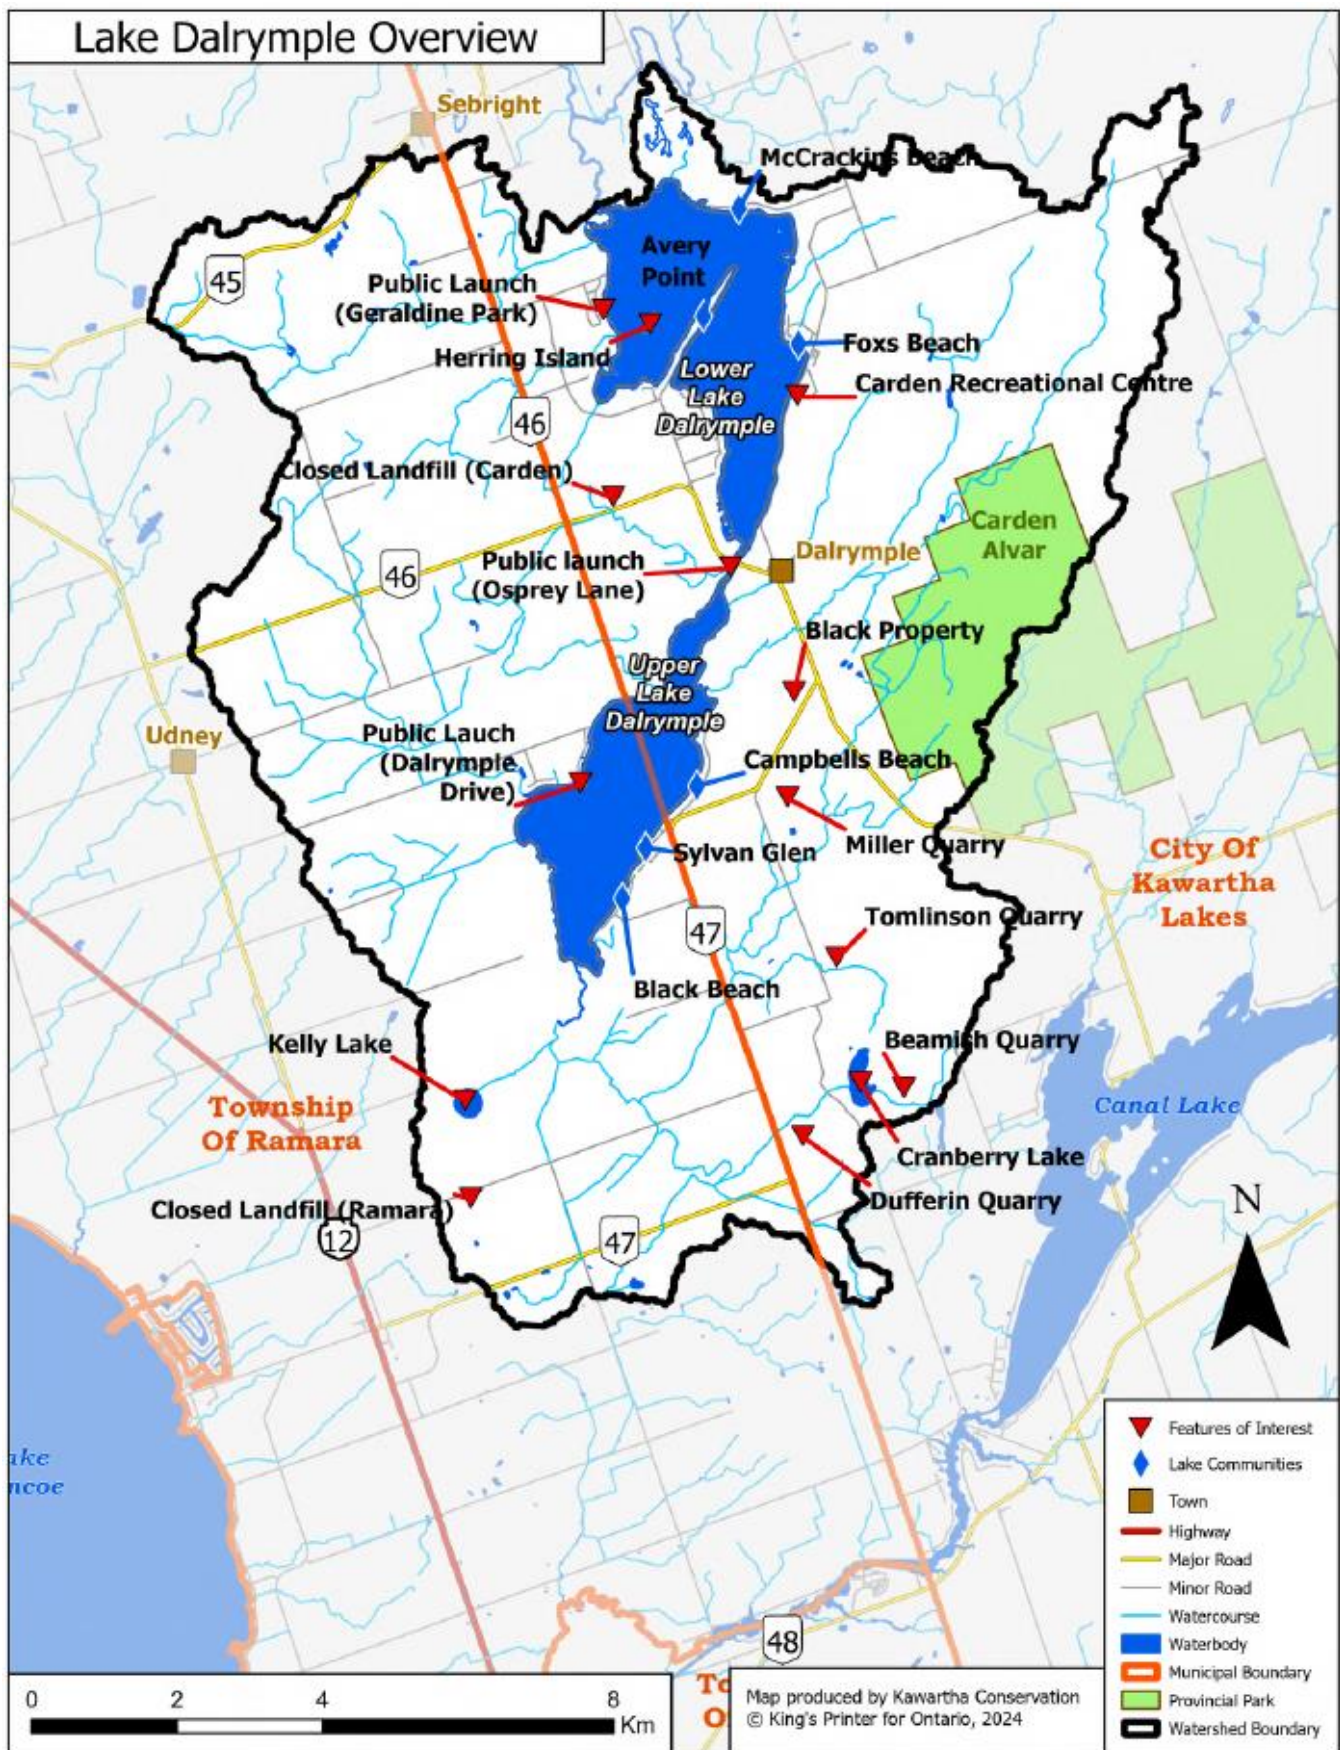 Lake Dalrymple Overview
Sebright
McCrackins Beach
Avery
Point
45
Public Launch
(Geraldine Park)
Herring Island
Foxs Beach
Lower
Lake
Dalrymple
Carden Recreational Centre
46
Closed Landfill (Carden)
Carden
Alvar
46
Public launch
(Osprey Lane)
Dalrymple
Black Property
Upper
Lake
Dalrymple
Udney
Public Lauch
(Dalrymple
Drive)
Campbells Beach
Sylvan Glen
Miller Quarry
City Of
Kawartha
Lakes
Tomlinson Quarry
47
Black Beach
Kelly Lake
Beamish Quarry
Township
Of Ramara
Canal Lake
Cranberry Lake
Dufferin Quarry
Closed Landfill (Ramara)
12
47
N
ake
ncoe
48
To
O
Features of Interest
Lake Communities
Town
Highway
Major Road
Minor Road
Watercourse
Waterbody
Municipal Boundary
Provincial Park
Watershed Boundary
0 2 4 8
Km
Map produced by Kawartha Conservation
© King's Printer for Ontario, 2024